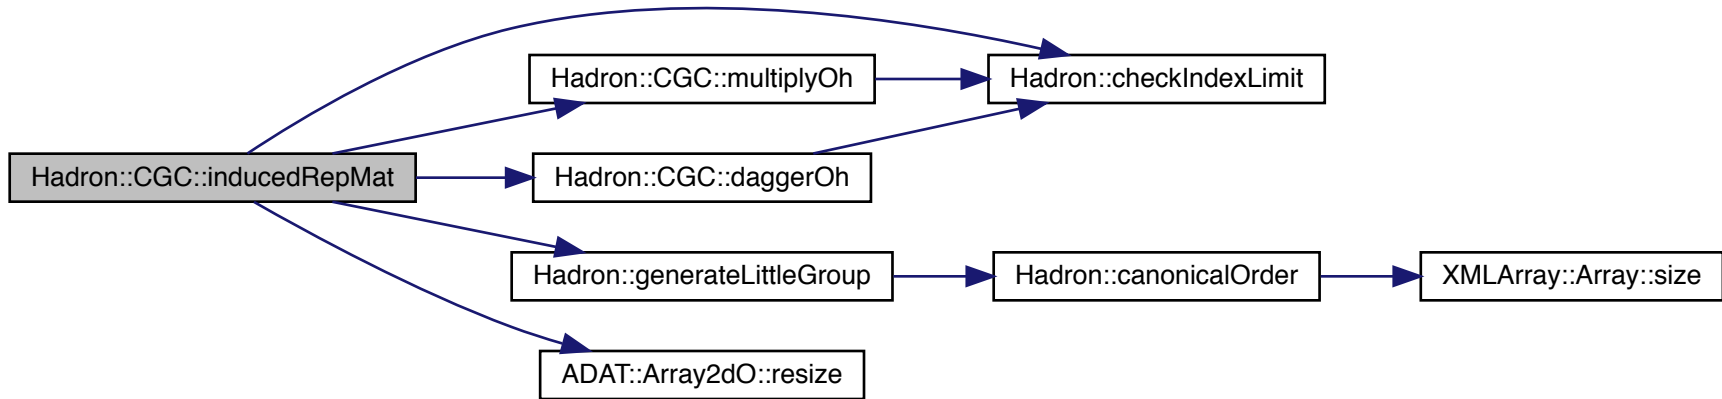 Hadron::CGC::multiplyOh
Hadron::checkIndexLimit
Hadron::CGC::inducedRepMat
Hadron::CGC::daggerOh
Hadron::generateLittleGroup
Hadron::canonicalOrder
XMLArray::Array::size
ADAT::Array2dO::resize